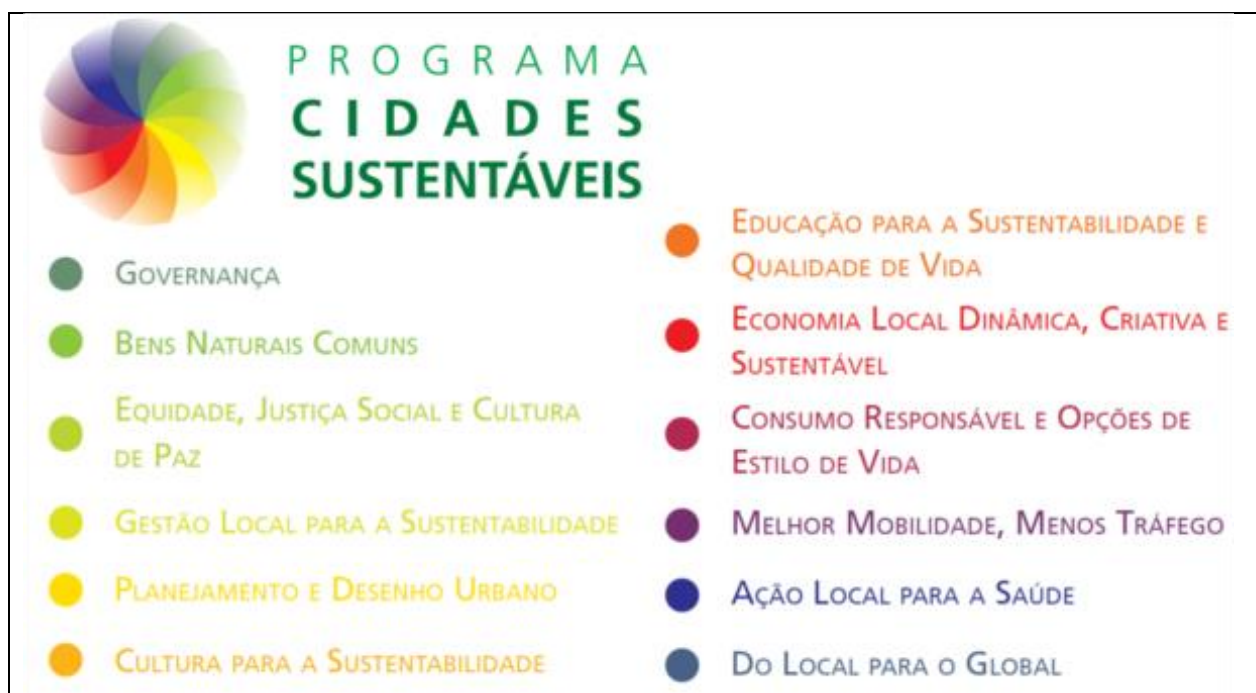 PROGRAMA
CIDADES
SUSTENTÁVEIS
GOVERNANÇA
BENS NATURAIS COMUNS
EQUIDADE, JUSTIÇA SOCIAL E CULTURA
DE PAZ
GESTÃO LOCAL PARA A SUSTENTABILIDADE
PLANEJAMENTO E DESENHO URBANO
CULTURA PARA A SUSTENTABILIDADE
EDUCAÇÃO PARA A SUSTENTABILIDADE E
QUALIDADE DE VIDA
ECONOMIA LOCAL DINÂMICA, CRIATIVA E
SUSTENTÁVEL
CONSUMO RESPONSÁVEL E OPÇÕES DE
ESTILO DE VIDA
MELHOR MOBILIDADE, MENOS TRÁFEGO
AÇÃO LOCAL PARA A SAÚDE
DO LOCAL PARA O GLOBAL